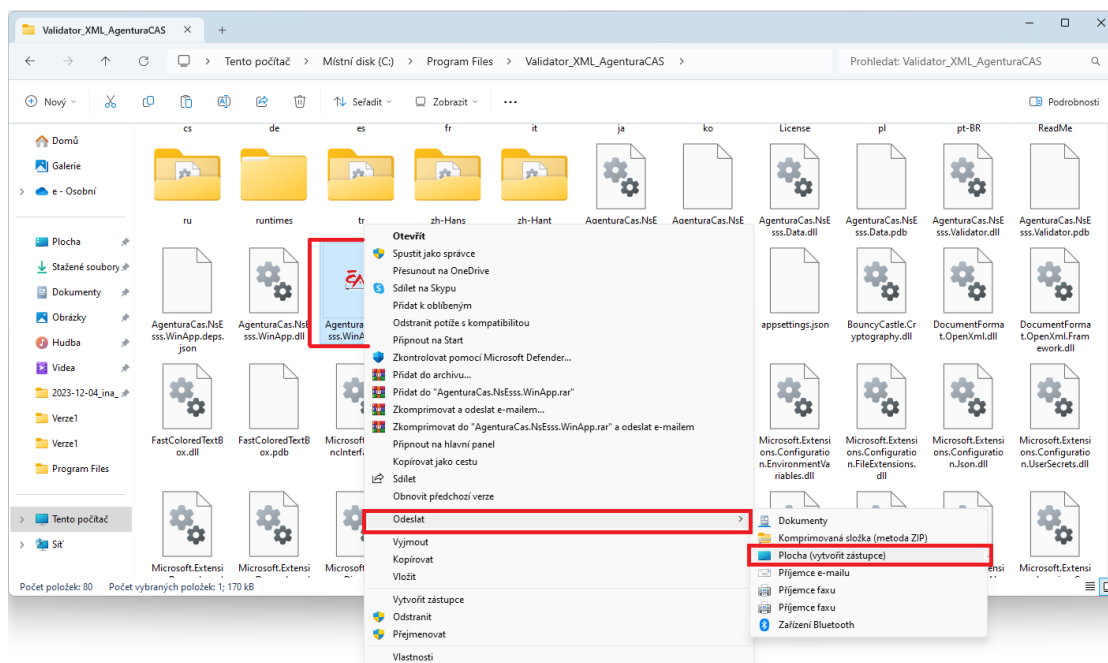 Validator_XML_AgenturaCAS
Tento počítač > Místní disk (C:) > Program Files > Validator_XML_AgenturaCAS >
Prohledat: Validator_XML_AgenturaCAS
Nový
Seřadit
Zobrazit
Podrobnosti
Domů
Galerie
e - Osobní
Plocha
Stažené soubory
Dokumenty
Obrázky
Hudba
Videa
2023-12-04_ina_
Verze1
Verze1
Program Files
Tento počítač
Síť
cs de es fr it ja ko License pl pt-BR ReadMe
ru runtimes tr zh-Hans zh-Hant AgenturaCas.NsE AgenturaCas.NsE AgenturaCas.NsE AgenturaCas.NsE AgenturaCas.NsE AgenturaCas.NsE
sss.Data.dll sss.Data.pdb sss.Validator.dll sss.Validator.pdb
AgenturaCas.NsE AgenturaCas.NsE Agentura appsettings.json BouncyCastle.Cr DocumentForma DocumentForma
sss.WinApp.deps. sss.WinApp.dll sss.WinA yptography.dll t.OpenXml.dll t.OpenXml.Fram
json ework.dll
FastColoredTextB FastColoredTextB Microsoft Microsoft.Extensi Microsoft.Extensi Microsoft.Extensi Microsoft.Extensi
ox.dll ox.pdb ncInterf ons.Configuratio ons.Configuratio ons.Configuratio ons.Configuratio
n.EnvironmentVa n.FileExtensions. n.Json.dll n.UserSecrets.dll
riables.dll dll
Microsoft.Extensi Microsoft.Extensi Microsoft
Otevřít
Spustit jako správce
Přesunout na OneDrive
Sdílet na Skypu
Přidat k oblíbeným
Odstranit potíže s kompatibilitou
Připnout na Start
Zkontrolovat pomocí Microsoft Defender...
Přidat do archivu...
Přidat do "AgenturaCas.NsEsss.WinApp.rar"
Zkomprimovat a odeslat e-mailem...
Zkomprimovat do "AgenturaCas.NsEsss.WinApp.rar" a odeslat e-mailem
Připnout na hlavní panel
Kopírovat jako cestu
Sdílet
Obnovit předchozí verze
Odeslat >
Vyjmout
Kopírovat
Vložit
Vytvořit zástupce
Odstranit
Přejmenovat
Vlastnosti
Dokumenty
Komprimovaná složka (metoda ZIP)
Plocha (vytvořit zástupce)
Příjemce e-mailu
Příjemce faxu
Příjemce faxu
Zařízení Bluetooth
Počet položek: 80 Počet vybraných položek: 1; 170 kB